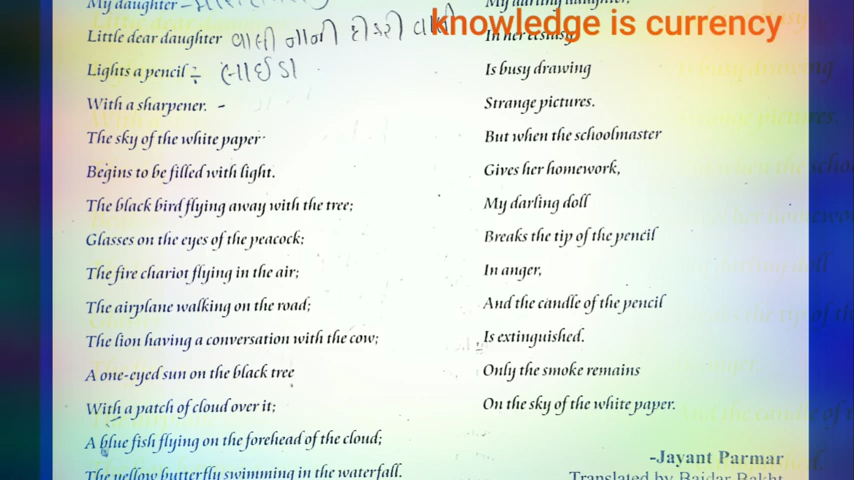 knowledge is currency
My daughter -
Little dear daughter વાલી નાની દીકરી
Lights a pencil
With a sharpener. -
The sky of the white paper
Begins to be filled with light.
The black bird flying away with the tree;
Glasses on the eyes of the peacock;
The fire chariot flying in the air;
The airplane walking on the road;
The lion having a conversation with the cow;
A one-eyed sun on the black tree
With a patch of cloud over it;
A blue fish flying on the forehead of the cloud;
The yellow butterfly swimming in the waterfall.
My darling daughter,
In her ecstasy
Is busy drawing
Strange pictures.
But when the schoolmaster
Gives her homework,
My darling doll
Breaks the tip of the pencil
In anger,
And the candle of the pencil
Is extinguished.
Only the smoke remains
On the sky of the white paper.
-Jayant Parmar
Translated by Baidar Bakht